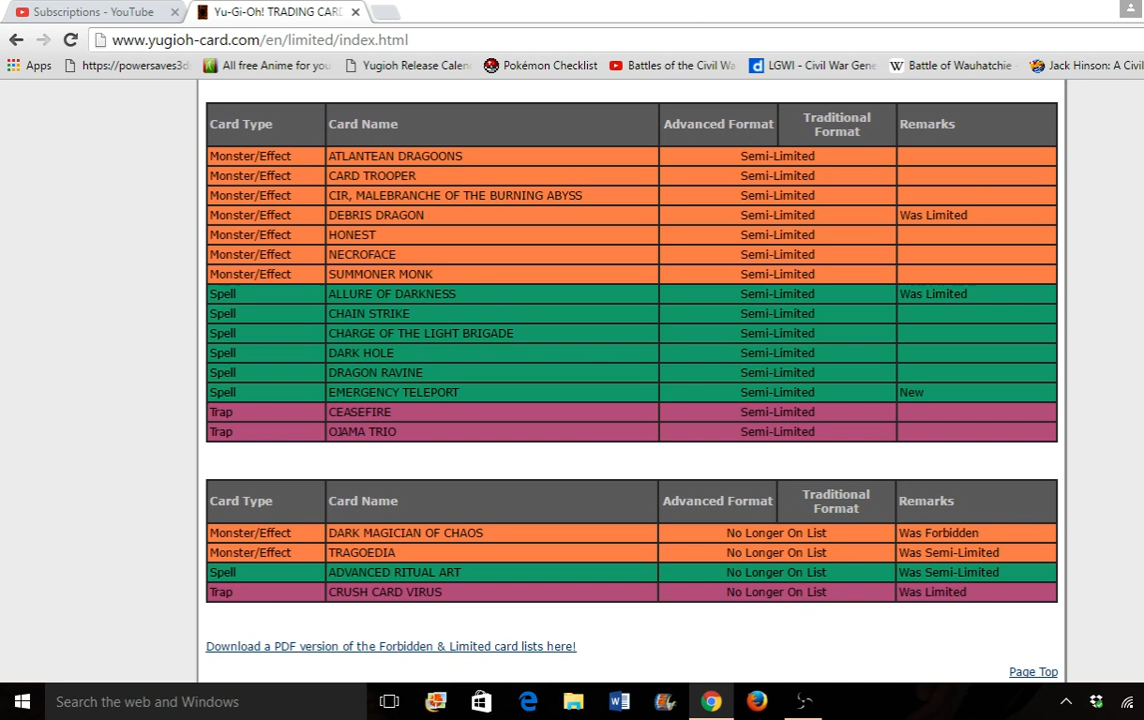 Subscriptions - YouTube
Yu-Gi-Oh! TRADING CAR
www.yugioh-card.com/en/limited/index.html
Apps https://powersaves3d All free Anime for you Yugioh Release Calen Pokémon Checklist Battles of the Civil Wa LGWI - Civil War Gene Battle of Wauhatchie Jack Hinson: A Civil
Card Type Card Name Advanced Format Traditional Format Remarks
Monster/Effect ATLANTEAN DRAGOONS Semi-Limited
Monster/Effect CARD TROOPER Semi-Limited
Monster/Effect CIR, MALEBRANCHE OF THE BURNING ABYSS Semi-Limited
Monster/Effect DEBRIS DRAGON Semi-Limited Was Limited
Monster/Effect HONEST Semi-Limited
Monster/Effect NECROFACE Semi-Limited
Monster/Effect SUMMONER MONK Semi-Limited
Spell ALLURE OF DARKNESS Semi-Limited Was Limited
Spell CHAIN STRIKE Semi-Limited
Spell CHARGE OF THE LIGHT BRIGADE Semi-Limited
Spell DARK HOLE Semi-Limited
Spell DRAGON RAVINE Semi-Limited
Spell EMERGENCY TELEPORT Semi-Limited New
Trap CEASEFIRE Semi-Limited
Trap OJAMA TRIO Semi-Limited
Card Type Card Name Advanced Format Traditional Format Remarks
Monster/Effect DARK MAGICIAN OF CHAOS No Longer On List Was Forbidden
Monster/Effect TRAGOEDIA No Longer On List Was Semi-Limited
Spell ADVANCED RITUAL ART No Longer On List Was Semi-Limited
Trap CRUSH CARD VIRUS No Longer On List Was Limited
Download a PDF version of the Forbidden & Limited card lists here!
Page Top
Search the web and Windows